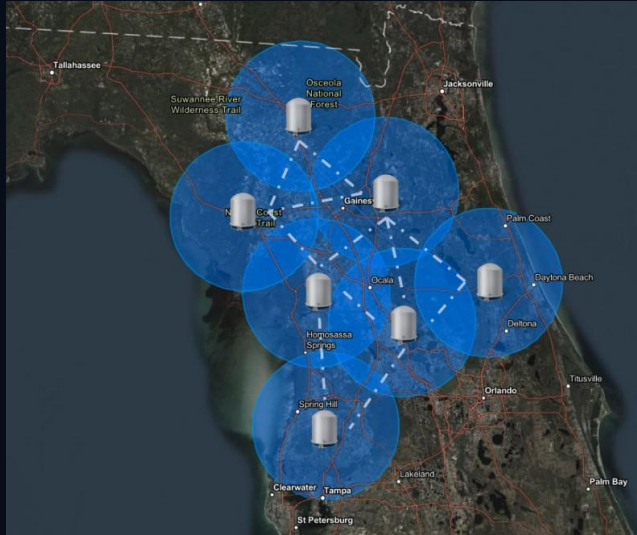 Tallahassee
Osceola
National
Forest
Jacksonville
Suwannee River
Wilderness Trail
Gaines
Coast
Trail
Palm Coast
Ocala
Daytona Beach
Homosassa
Springs
Deltona
Titusville
Orlando
Spring Hill
Lakeland
Clearwater
Tampa
Palm Bay
St Petersburg